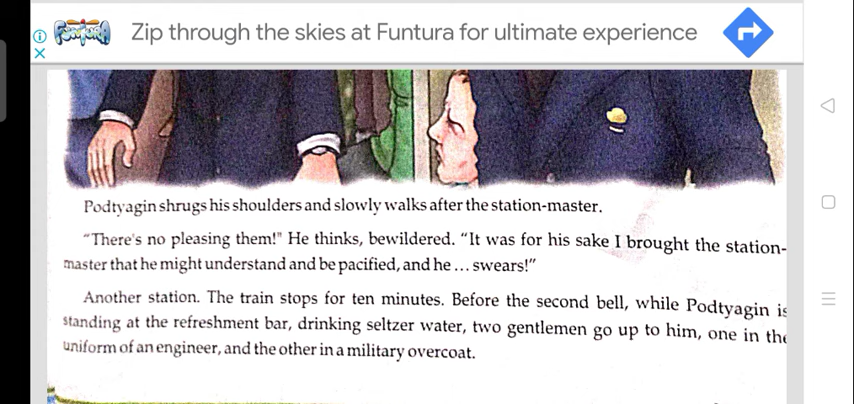 FUNTURA
Zip through the skies at Funtura for ultimate experience
Podtyagin shrugs his shoulders and slowly walks after the station-master.
"There's no pleasing them!" He thinks, bewildered. "It was for his sake I brought the station-
master that he might understand and be pacified, and he ... swears!"
Another station. The train stops for ten minutes. Before the second bell, while Podtyagin is
standing at the refreshment bar, drinking seltzer water, two gentlemen go up to him, one in the
uniform of an engineer, and the other in a military overcoat.